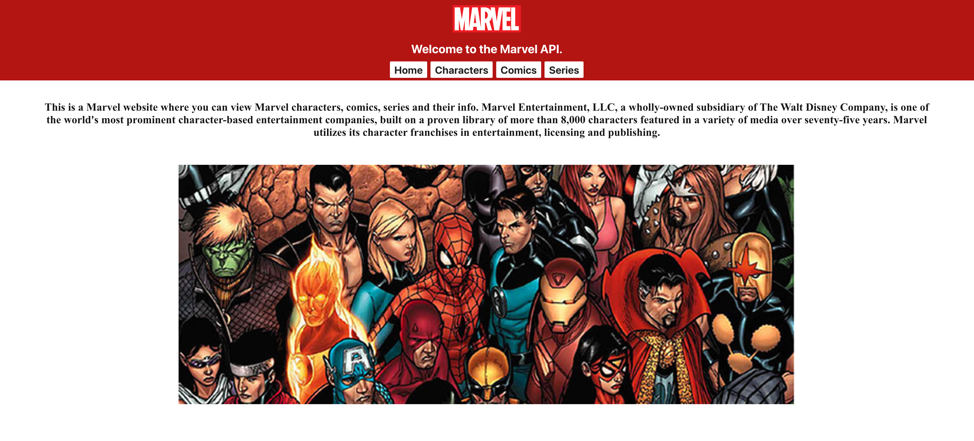 MARVEL
Welcome to the Marvel API.
Home Characters Comics Series
This is a Marvel website where you can view Marvel characters, comics, series and their info. Marvel Entertainment, LLC, a wholly-owned subsidiary of The Walt Disney Company, is one of
the world's most prominent character-based entertainment companies, built on a proven library of more than 8,000 characters featured in a variety of media over seventy-five years. Marvel
utilizes its character franchises in entertainment, licensing and publishing.
A